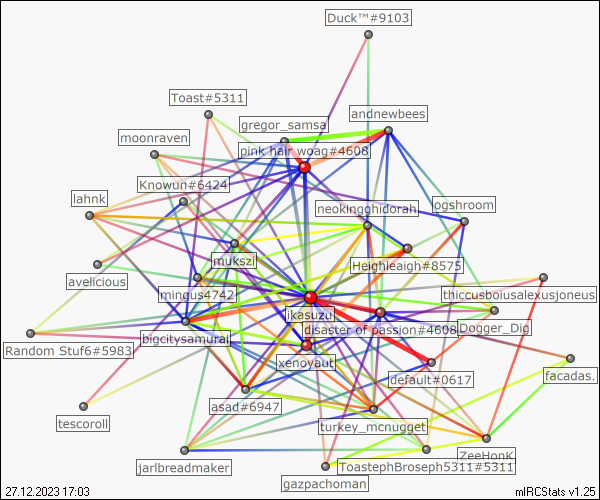 Duck™#9103
Toast#5311
andnewbees
gregor_samsa
moonraven
pink hair woag#4608
Knowun#6424
lahnk
neokingghidorah
ogshroom
mukszi
Heighleigh#8575
avelicious
mingus4742
thiccusboiusalexusjoneus
ikasuzu
disaster of passion#4608
Dogger_Dig
bigcitysamurai
Random Stuf6#5983
xenoyaut
facadas.
default#0617
asad#6947
tescoroll
turkey_mcnugget
ZeeHonK
jarlbreadmaker
ToastephBroseph5311#5311
gazpachoman
27.12.2023 17:03
mIRCStats v1.25